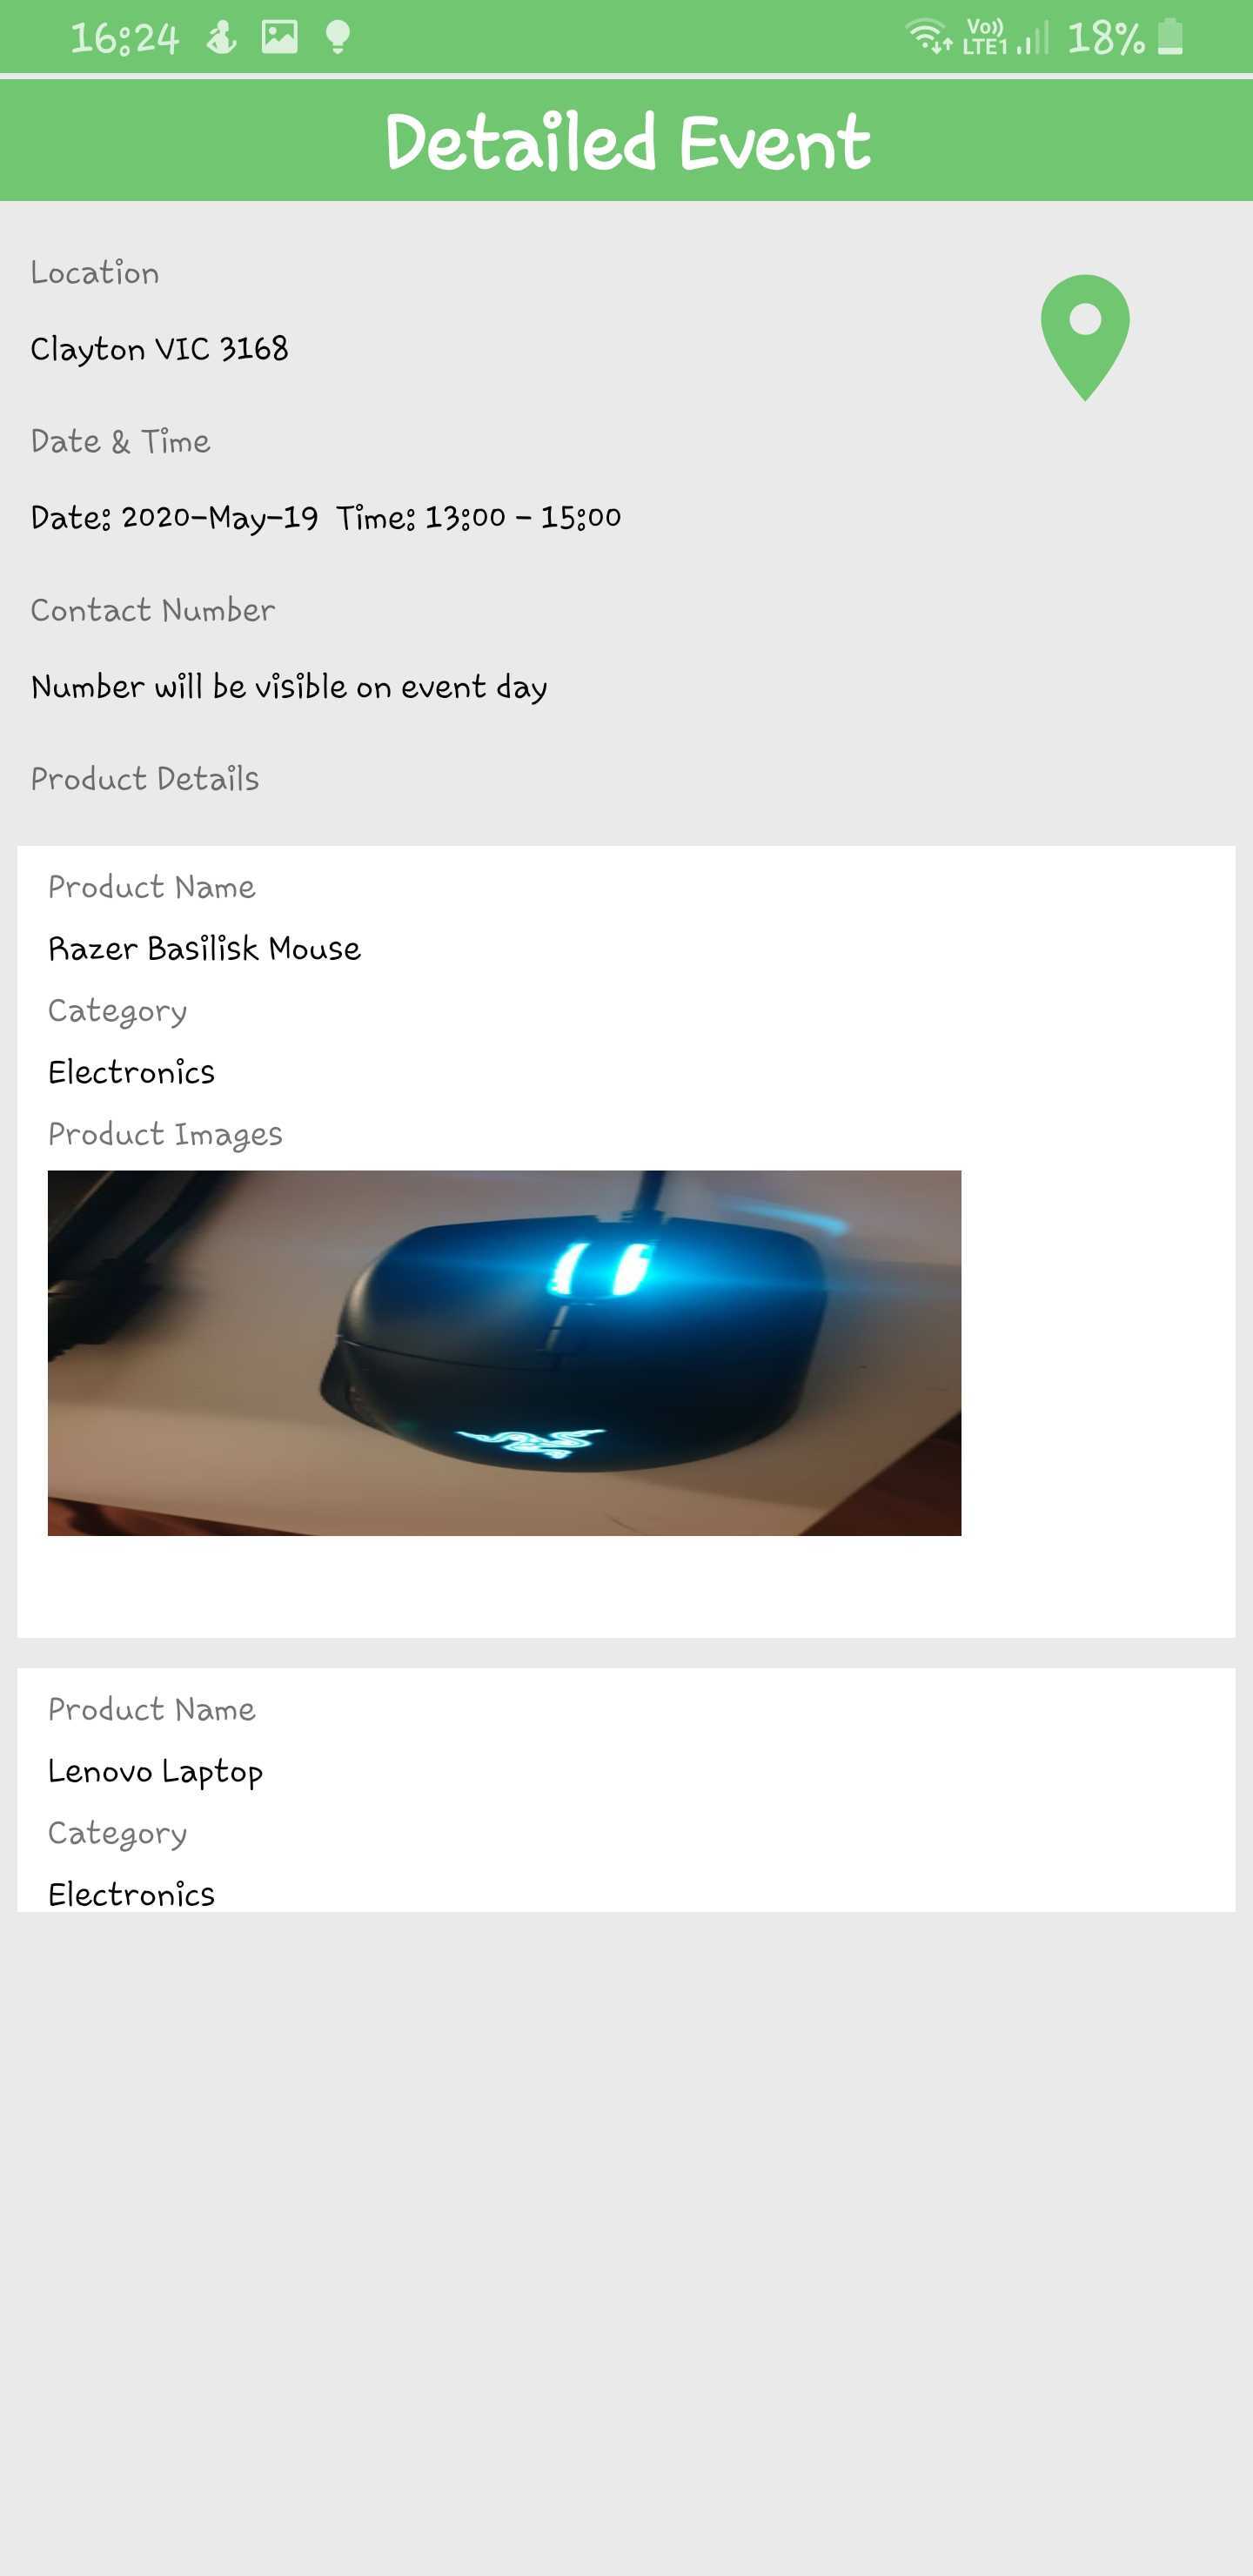 16:24 Vo)) LTE1 18%
Detailed Event
Location
Clayton VIC 3168
Date & Time
Date: 2020-May-19 Time: 13:00 - 15:00
Contact Number
Number will be visible on event day
Product Details
Product Name
Razer Basilisk Mouse
Category
Electronics
Product Images
Product Name
Lenovo Laptop
Category
Electronics